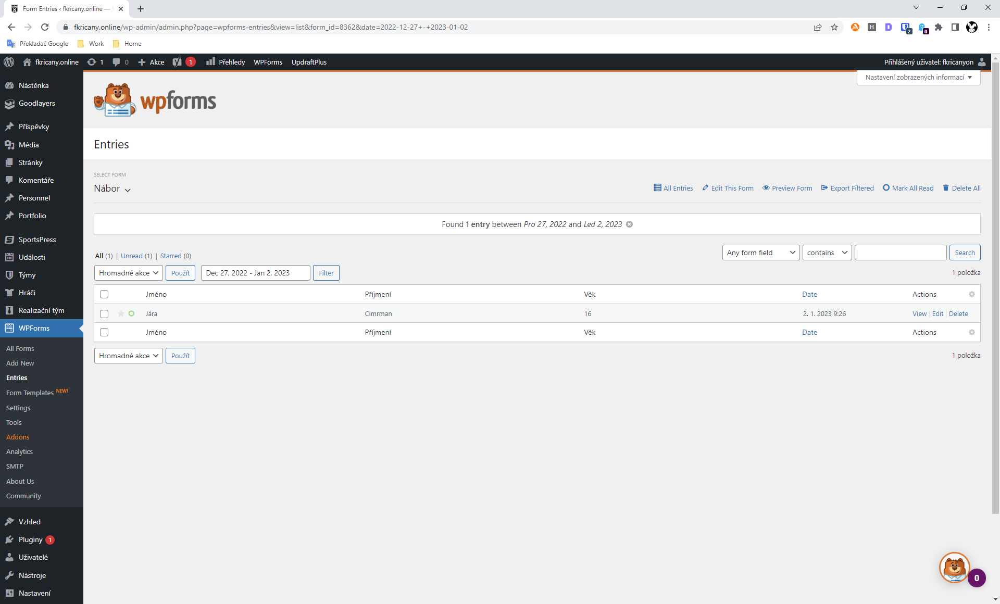 Form Entries ‹ fkricany.online —
fkricany.online/wp-admin/admin.php?page=wpforms-entries&view=list&form_id=8362&date=2022-12-27+-+2023-01-02
H
D
2
0
Překladač Google
Work
Home
fkricany.online
1
0
Akce
1
Přehledy
WPForms
UpdraftPlus
Přihlášený uživatel: fkricanyon
Nastavení zobrazených informací
Nástěnka
Goodlayers
Příspěvky
Média
Stránky
Komentáře
Personnel
Portfolio
SportsPress
Události
Týmy
Hráči
Realizační tým
WPForms
All Forms
Add New
Entries
Form Templates NEW!
Settings
Tools
Addons
Analytics
SMTP
About Us
Community
Vzhled
Pluginy 1
Uživatelé
Nástroje
Nastavení
wpforms
Entries
SELECT FORM
Nábor
All Entries
Edit This Form
Preview Form
Export Filtered
Mark All Read
Delete All
Found 1 entry between Pro 27, 2022 and Led 2, 2023
All (1) | Unread (1) | Starred (0)
Any form field
contains
Search
Hromadné akce
Použít
Dec 27, 2022 - Jan 2, 2023
Filter
1 položka
Jméno Příjmení Věk Date Actions
Jára Cimrman 16 2. 1. 2023 9:26 View | Edit | Delete
Jméno Příjmení Věk Date Actions
Hromadné akce
Použít
1 položka
0